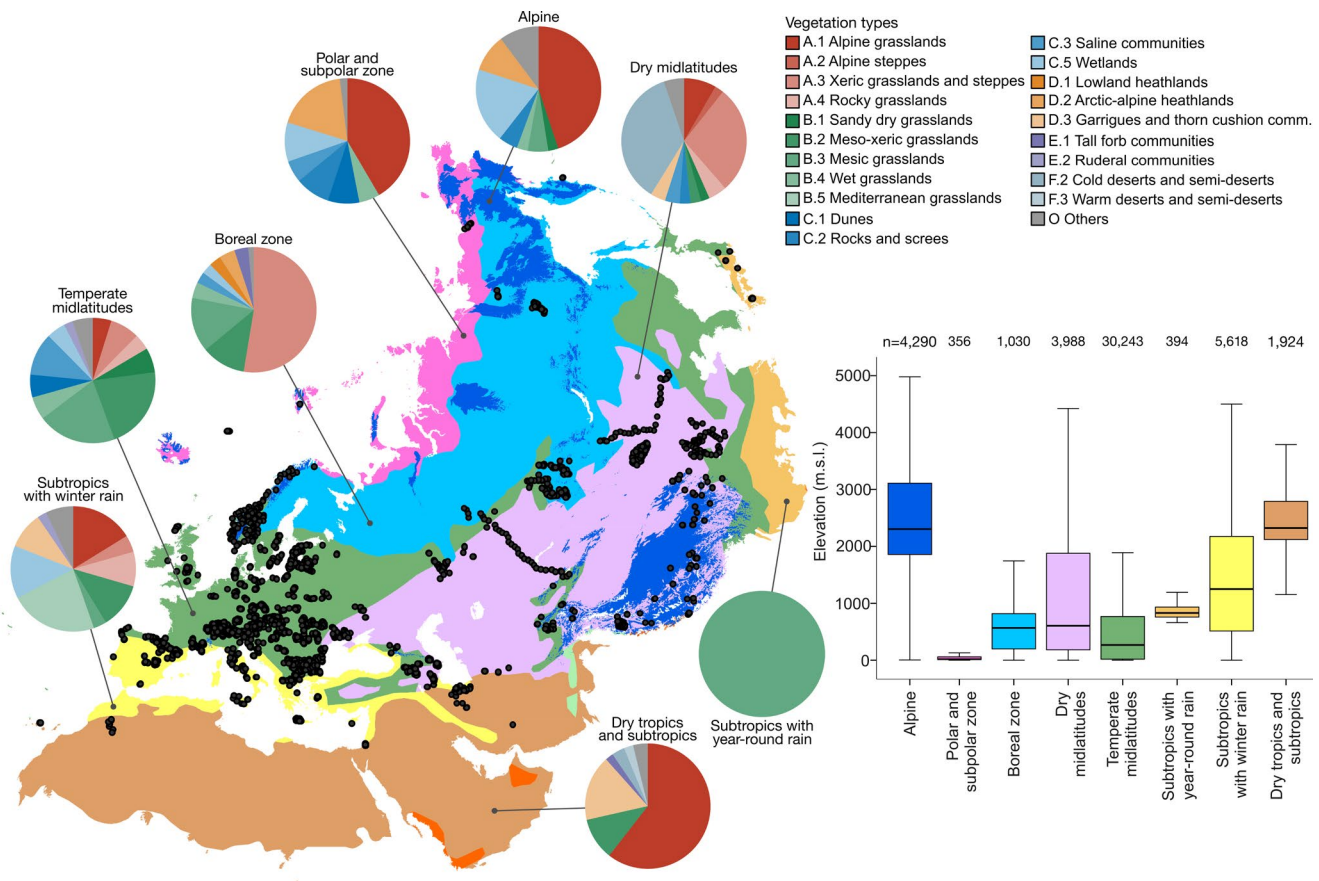 Alpine
Polar and
subpolar zone
Dry midlatitudes
Boreal zone
Temperate
midlatitudes
Subtropics
with winter rain
Subtropics with
year-round rain
Dry tropics
and subtropics
Vegetation types
A.1 Alpine grasslands
A.2 Alpine steppes
A.3 Xeric grasslands and steppes
A.4 Rocky grasslands
B.1 Sandy dry grasslands
B.2 Meso-xeric grasslands
B.3 Mesic grasslands
B.4 Wet grasslands
B.5 Mediterranean grasslands
C.1 Dunes
C.2 Rocks and screes
C.3 Saline communities
C.5 Wetlands
D.1 Lowland heathlands
D.2 Arctic-alpine heathlands
D.3 Garrigues and thorn cushion comm.
E.1 Tall forb communities
E.2 Ruderal communities
F.2 Cold deserts and semi-deserts
F.3 Warm deserts and semi-deserts
O Others
n=4,290 356 1,030 3,988 30,243 394 5,618 1,924
Elevation (m.s.l.)
5000
4000
3000
2000
1000
0
Alpine
Polar and
subpolar zone
Boreal zone
Dry
midlatitudes
Temperate
midlatitudes
Subtropics with
year-round rain
Subtropics
with winter rain
Dry tropics and
subtropics